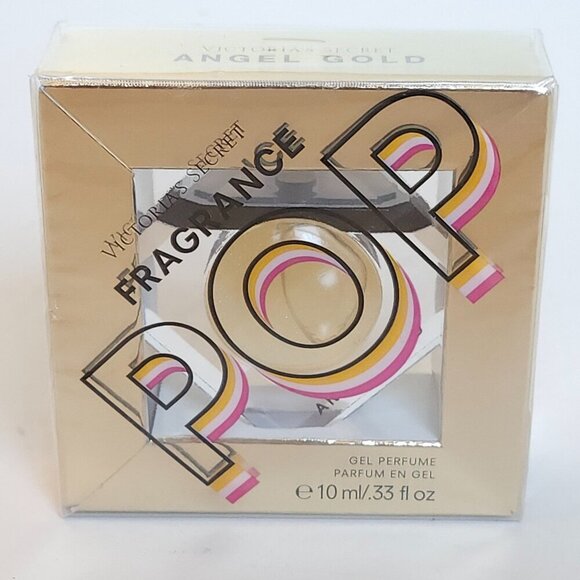 VICTORIA'S SECRET
ANGEL GOLD
VICTORIA'S SECRET
FRAGRANCE
POP
GEL PERFUME
PARFUM EN GEL
℮ 10 ml/.33 fl oz